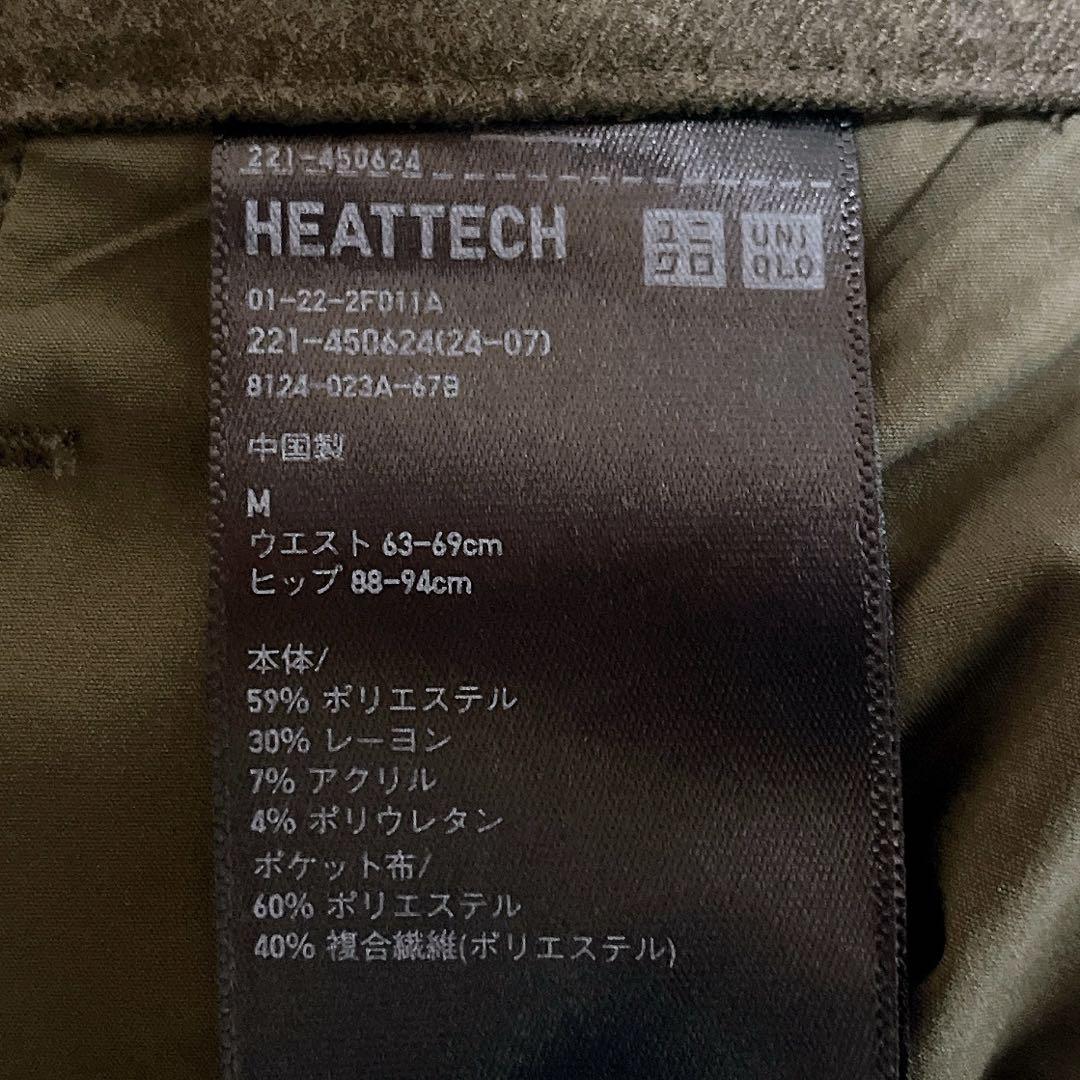 221-450624
HEATTECH
ユニ
クロ
UNI
QLO
01-22-2F011A
221-450624(24-07)
8124-023A-67B
中国製
M
ウエスト 63-69cm
ヒップ 88-94cm
本体/
59% ポリエステル
30% レーヨン
7% アクリル
4% ポリウレタン
ポケット布/
60% ポリエステル
40% 複合繊維(ポリエステル)